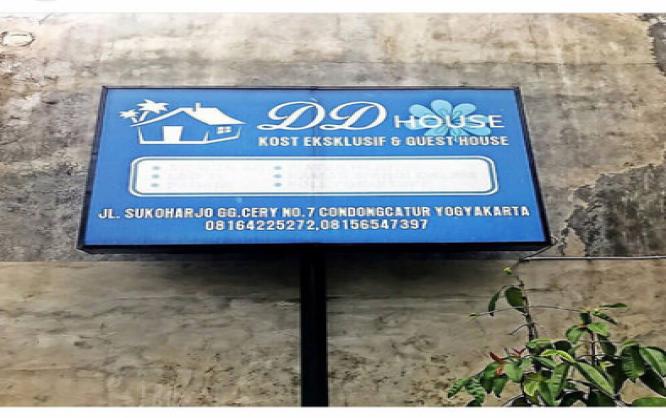 DD HOUSE
KOST EKSKLUSIF & GUEST HOUSE
JL. SUKOHARJO GG.CERY NO.7 CONDONGCATUR YOGYAKARTA
08164225272,08156547397